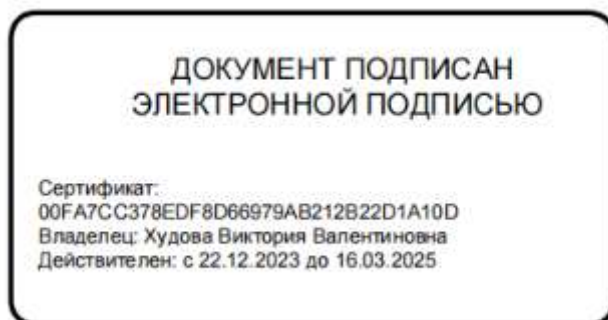 ДОКУМЕНТ ПОДПИСАН
ЭЛЕКТРОННОЙ ПОДПИСЬЮ
Сертификат:
00FA7CC378EDF8D66979AB212B22D1A10D
Владелец: Худова Виктория Валентиновна
Действителен: с 22.12.2023 до 16.03.2025